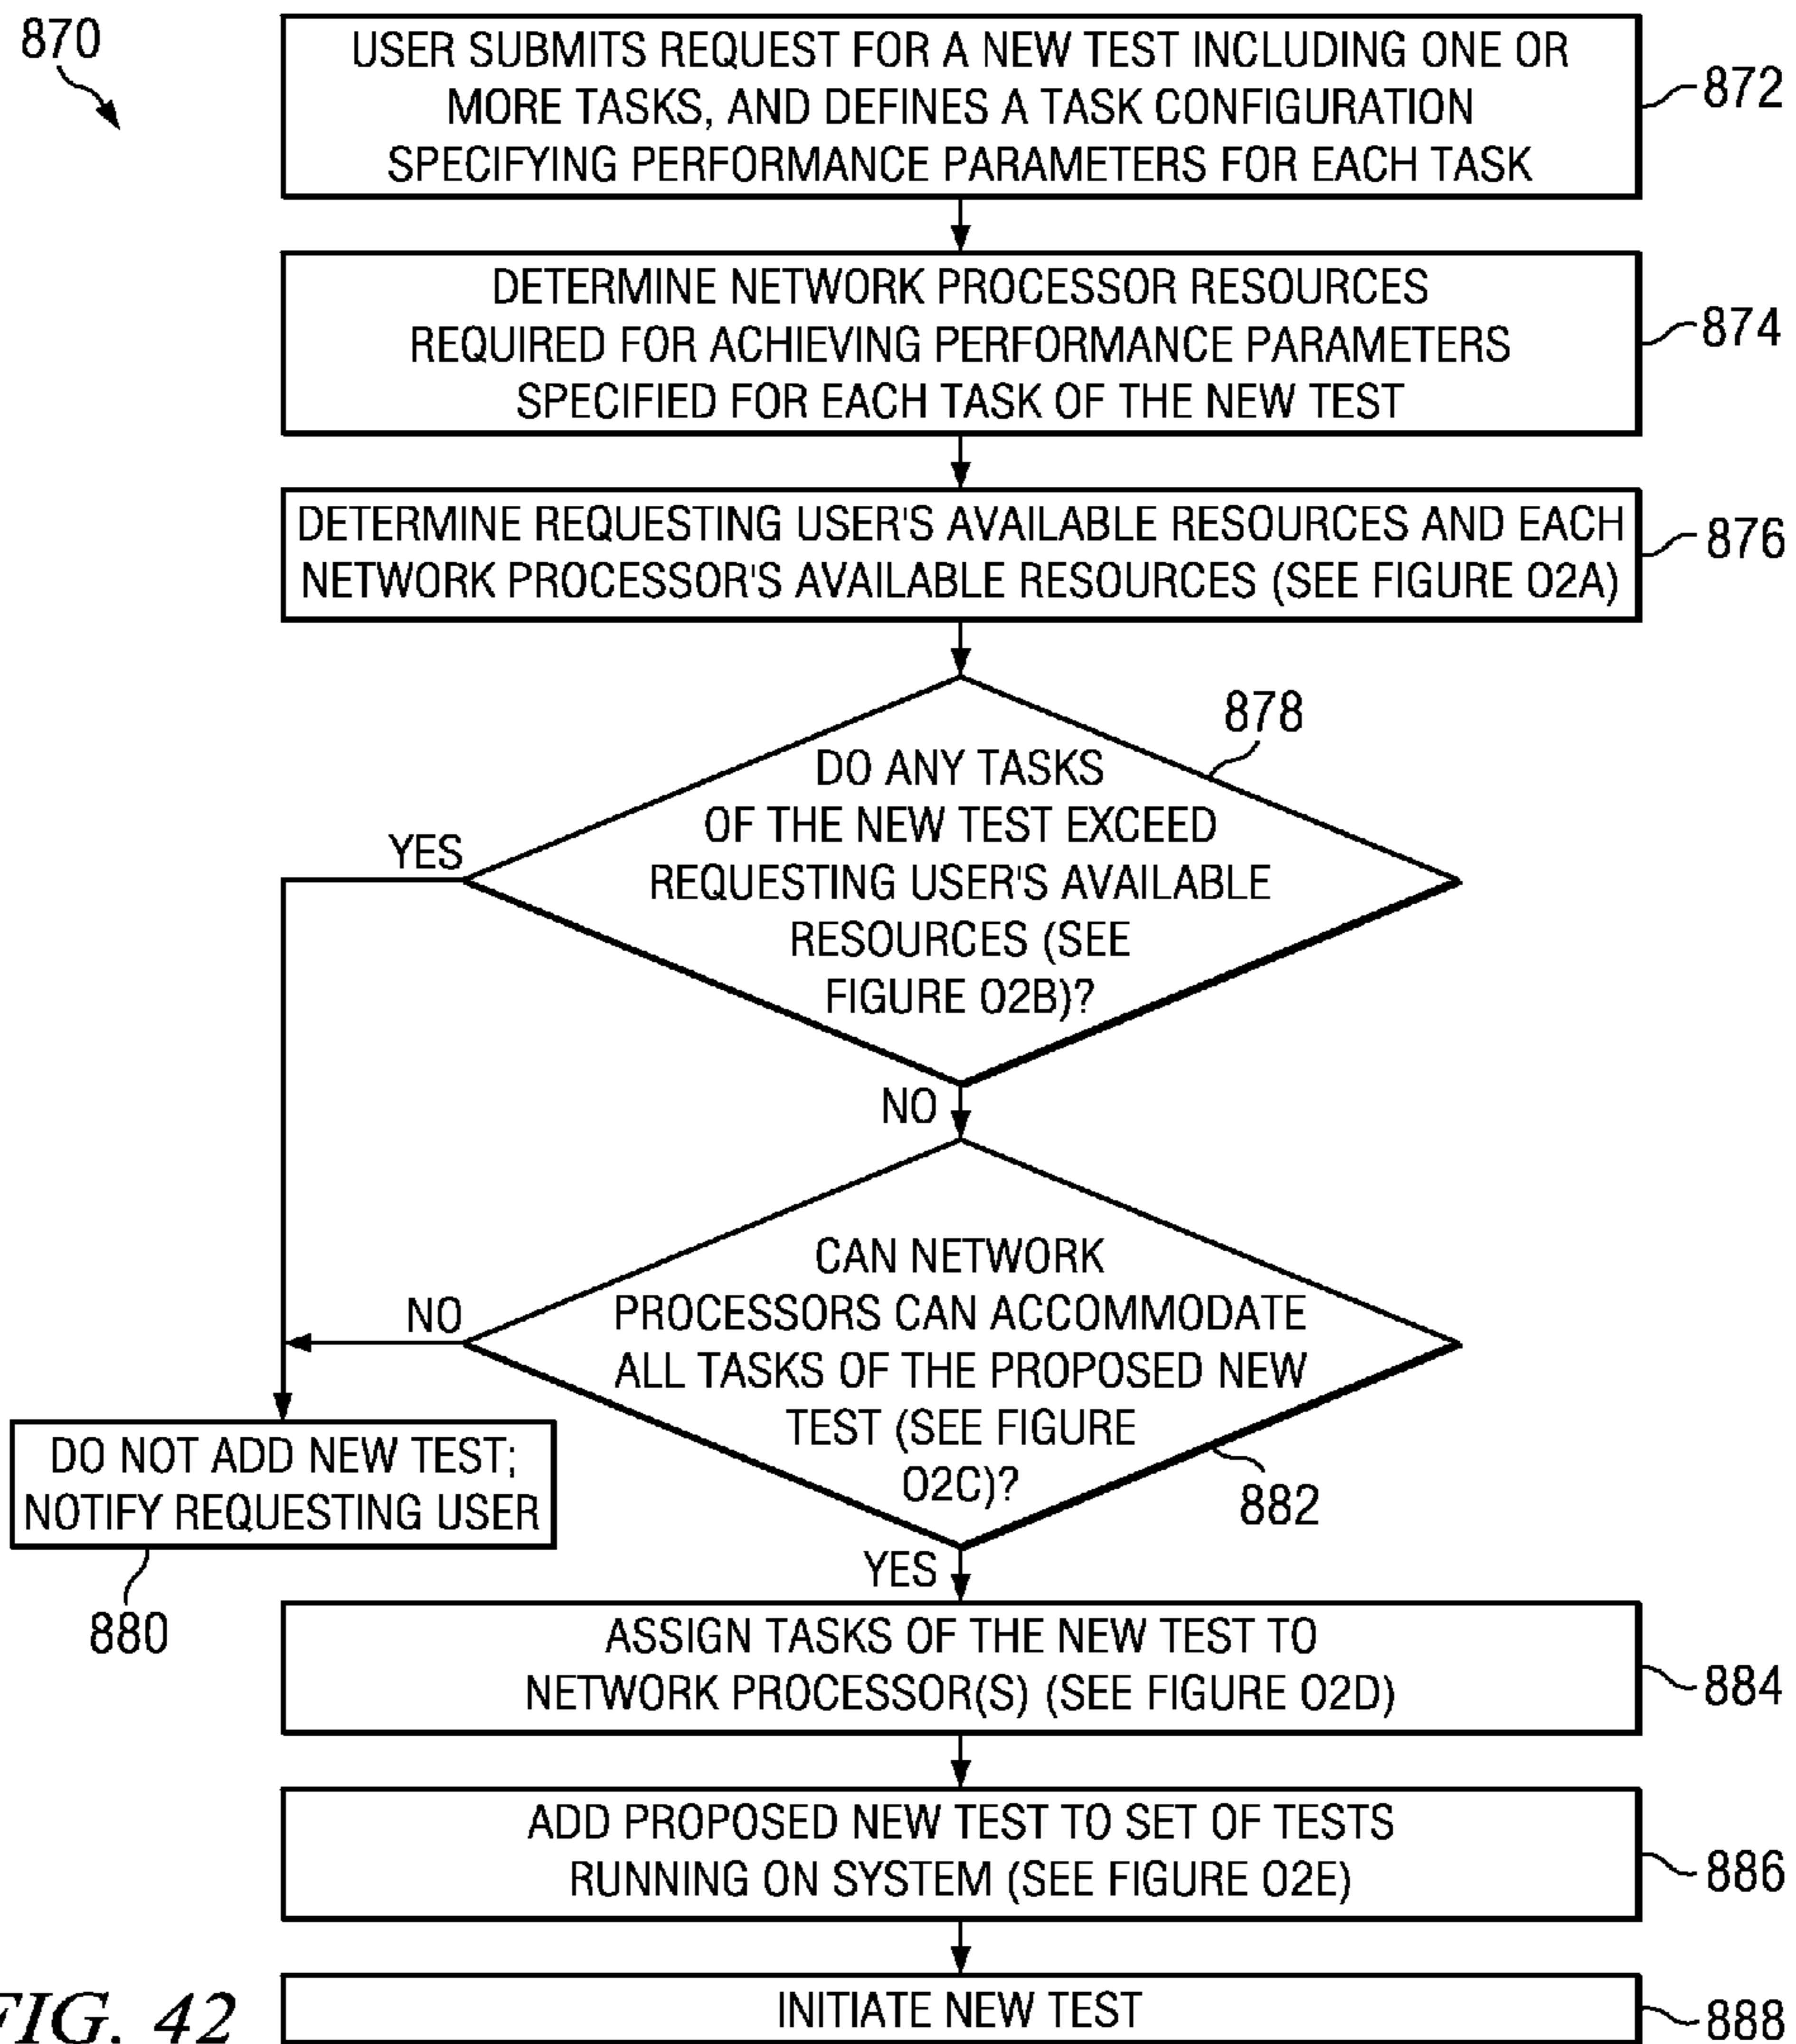 870
USER SUBMITS REQUEST FOR A NEW TEST INCLUDING ONE OR
MORE TASKS, AND DEFINES A TASK CONFIGURATION
SPECIFYING PERFORMANCE PARAMETERS FOR EACH TASK
872
DETERMINE NETWORK PROCESSOR RESOURCES
REQUIRED FOR ACHIEVING PERFORMANCE PARAMETERS
SPECIFIED FOR EACH TASK OF THE NEW TEST
874
DETERMINE REQUESTING USER'S AVAILABLE RESOURCES AND EACH
NETWORK PROCESSOR'S AVAILABLE RESOURCES (SEE FIGURE O2A)
876
878
DO ANY TASKS
OF THE NEW TEST EXCEED
REQUESTING USER'S AVAILABLE
RESOURCES (SEE
FIGURE O2B)?
YES
NO
CAN NETWORK
PROCESSORS CAN ACCOMMODATE
ALL TASKS OF THE PROPOSED NEW
TEST (SEE FIGURE
O2C)?
NO
882
DO NOT ADD NEW TEST;
NOTIFY REQUESTING USER
880
YES
ASSIGN TASKS OF THE NEW TEST TO
NETWORK PROCESSOR(S) (SEE FIGURE O2D)
884
ADD PROPOSED NEW TEST TO SET OF TESTS
RUNNING ON SYSTEM (SEE FIGURE O2E)
886
INITIATE NEW TEST
888
FIG. 42